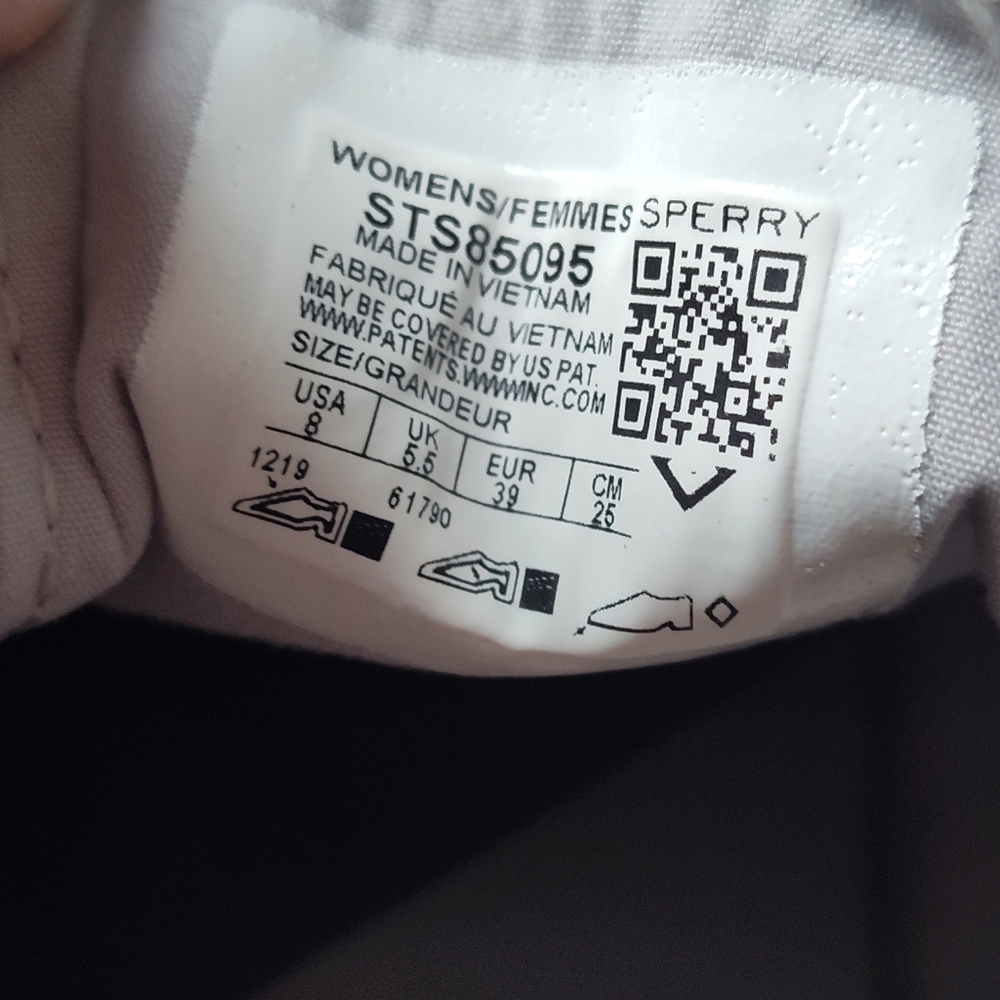 WOMENS/FEMMES SPERRY
STS85095
MADE IN VIETNAM
FABRIQUÉ AU VIETNAM
MAY BE COVERED BY US PAT.
WWW.PATENTS.WWWINC.COM
SIZE/GRANDEUR
USA UK EUR CM
8 5.5 39 25
1219 61790